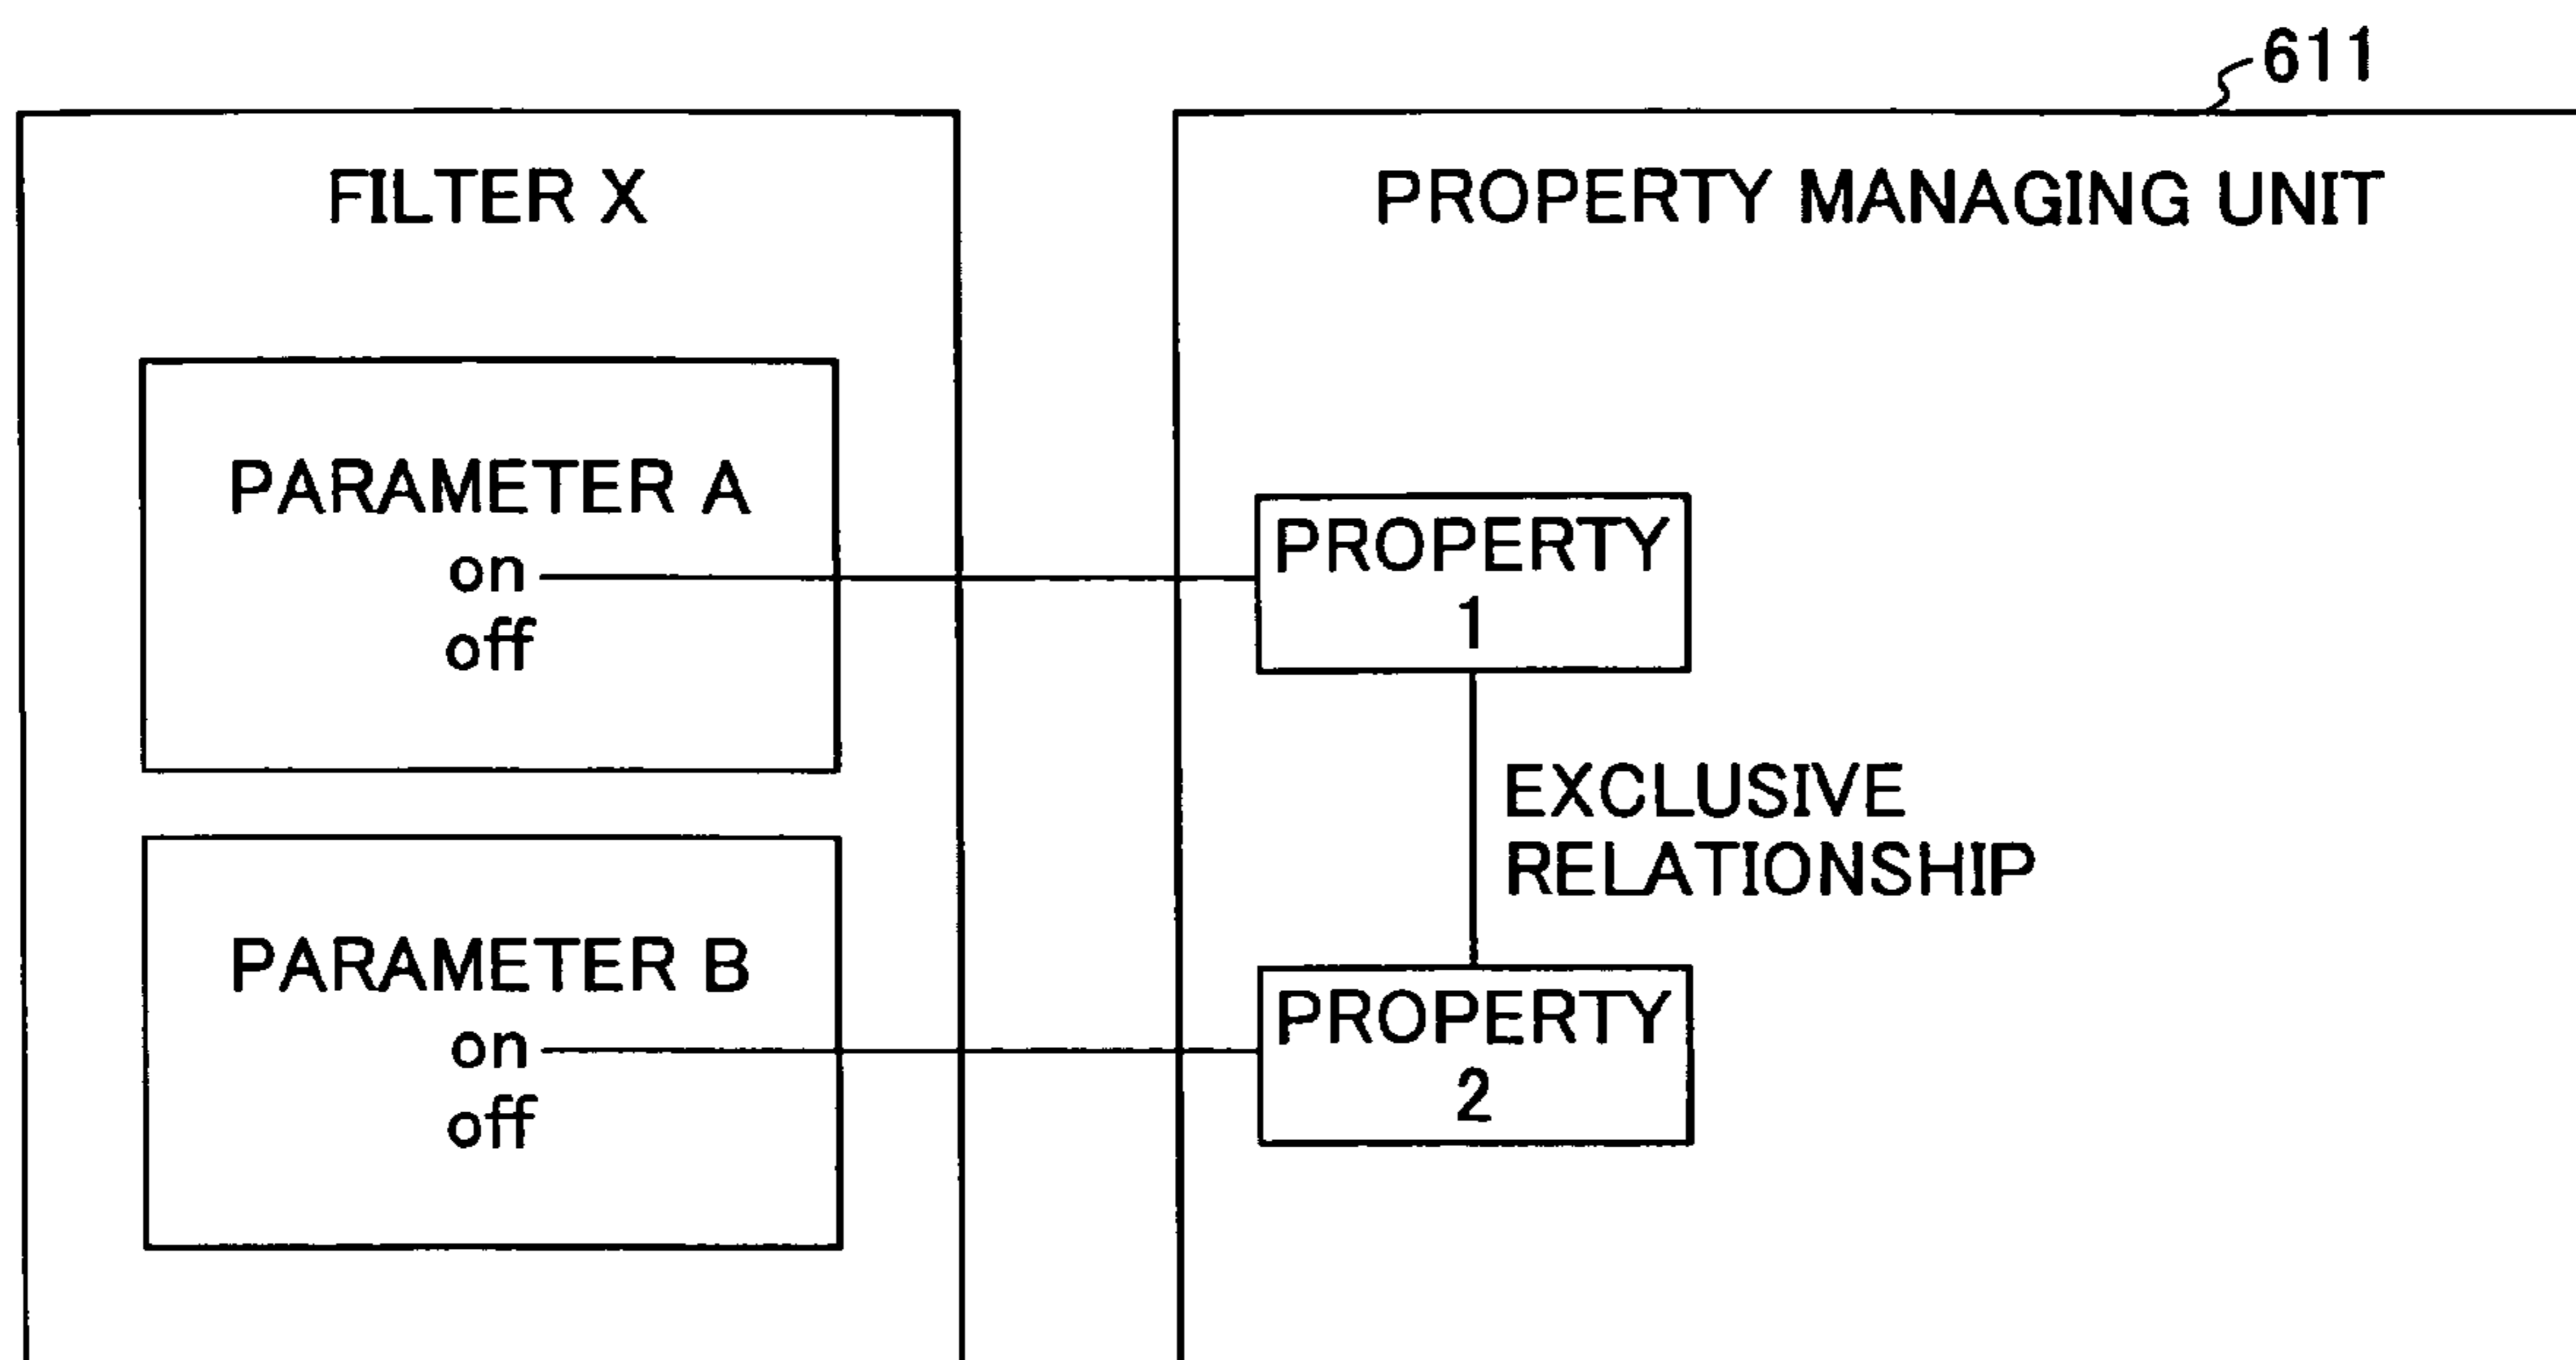 611
FILTER X
PROPERTY MANAGING UNIT
PARAMETER A
on
off
PROPERTY
1
EXCLUSIVE
RELATIONSHIP
PARAMETER B
on
off
PROPERTY
2